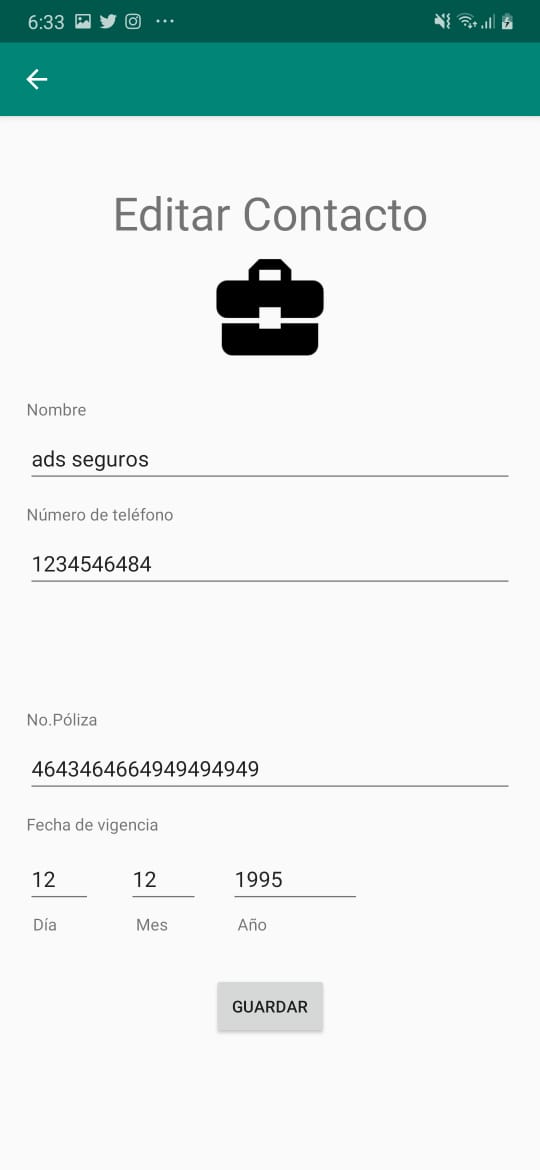 6:33
Editar Contacto
Nombre
ads seguros
Número de teléfono
1234546484
No.Póliza
4643464664949494949
Fecha de vigencia
12 12 1995
Día Mes Año
GUARDAR